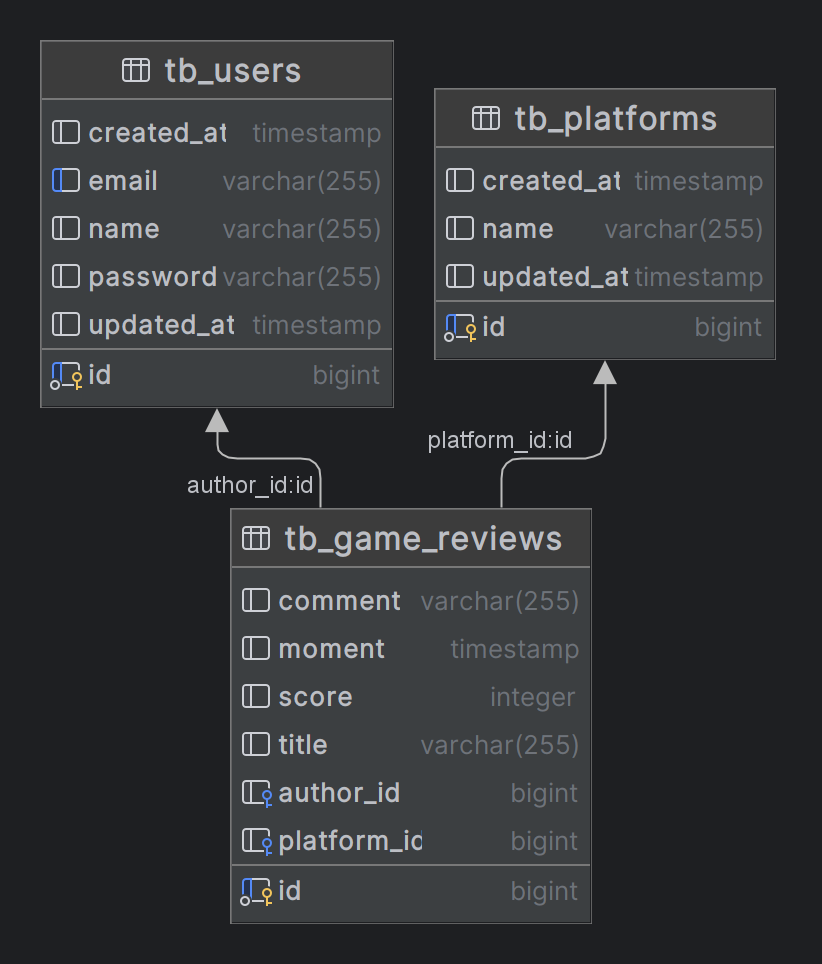 tb_users
created_at timestamp
email varchar(255)
name varchar(255)
password varchar(255)
updated_at timestamp
id bigint
tb_platforms
created_at timestamp
name varchar(255)
updated_at timestamp
id bigint
platform_id:id
author_id:id
tb_game_reviews
comment varchar(255)
moment timestamp
score integer
title varchar(255)
author_id bigint
platform_id bigint
id bigint